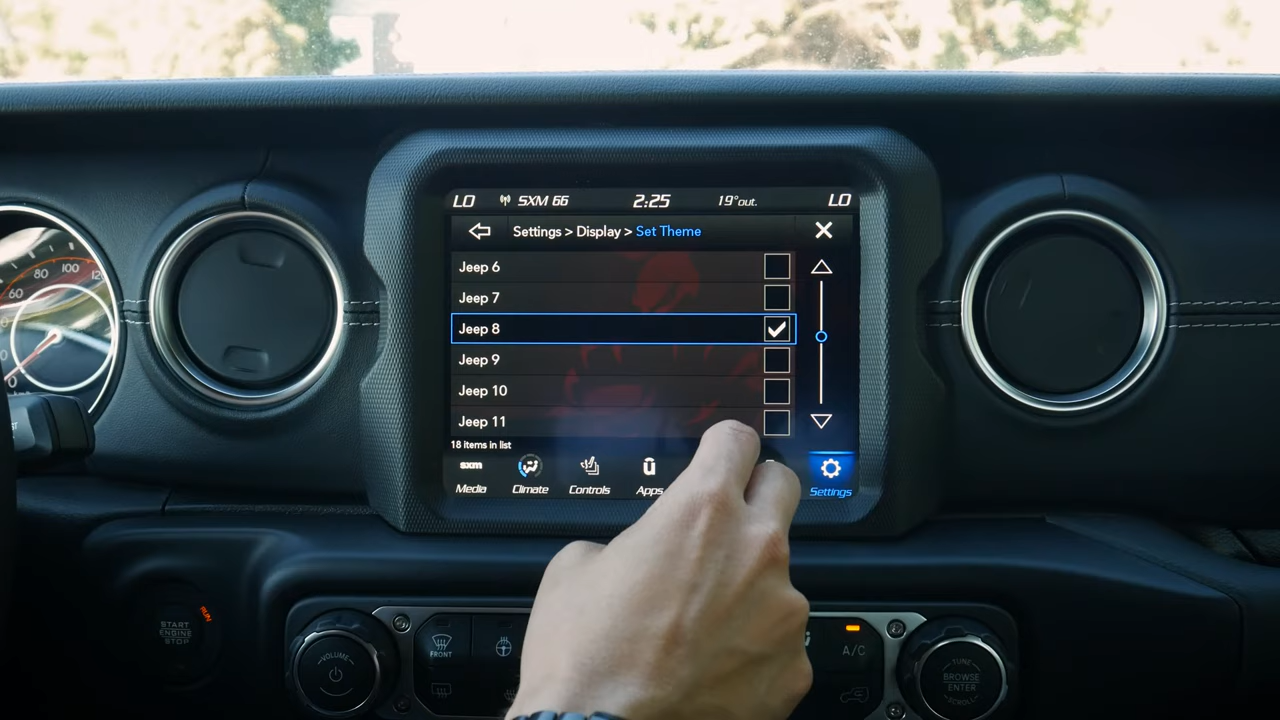 LO SXM 66 2:25 19°out. LO
Settings > Display > Set Theme
Jeep 6
Jeep 7
Jeep 8
Jeep 9
Jeep 10
Jeep 11
18 items in list
sxm
Media Climate Controls Apps Settings
60 80 100
START
ENGINE
STOP
RUN
VOLUME
FRONT
A/C
TUNE
BROWSE
ENTER
SCROLL